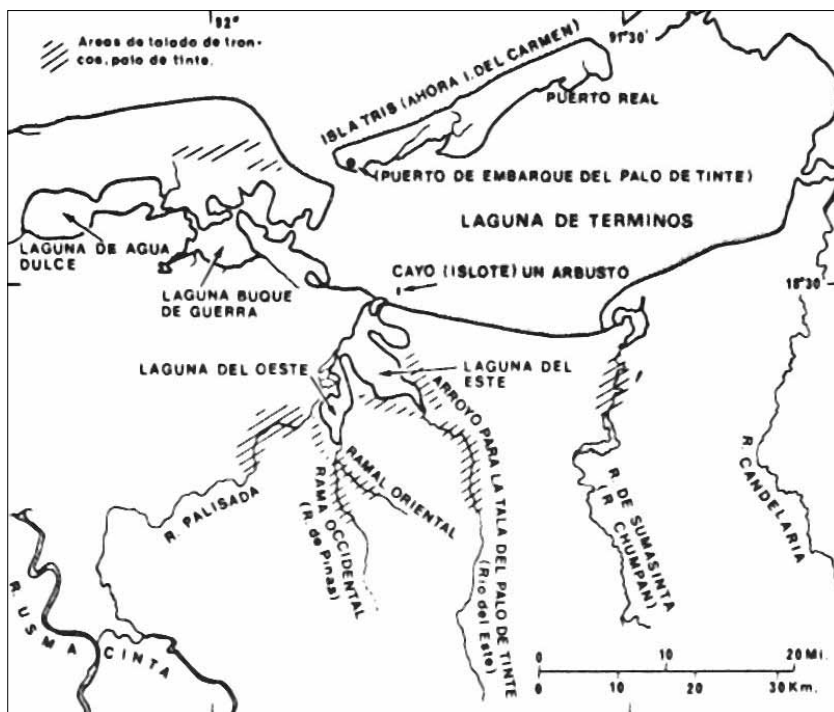 92°
91°30'
Areas de talado de tron-
cos, palo de tinte.
ISLA TRIS (AHORA I. DEL CARMEN)
PUERTO REAL
(PUERTO DE EMBARQUE DEL PALO DE TINTE)
LAGUNA DE TERMINOS
LAGUNA DE AGUA
DULCE
CAYO (ISLOTE) UN ARBUSTO
18°30'
LAGUNA BUQUE
DE GUERRA
LAGUNA DEL OESTE
LAGUNA DEL
ESTE
ARROYO PARA LA TALA DEL PALO DE TINTE
(Rio del Este)
R. PALISADA
RAMAL ORIENTAL
RAMA OCCIDENTAL
(R. de Pinas)
R. DE SUMASINTA
(R. CHUMPAN)
R. CANDELARIA
R. USMACINTA
0 10 20 Mi.
0 10 20 30 Km.